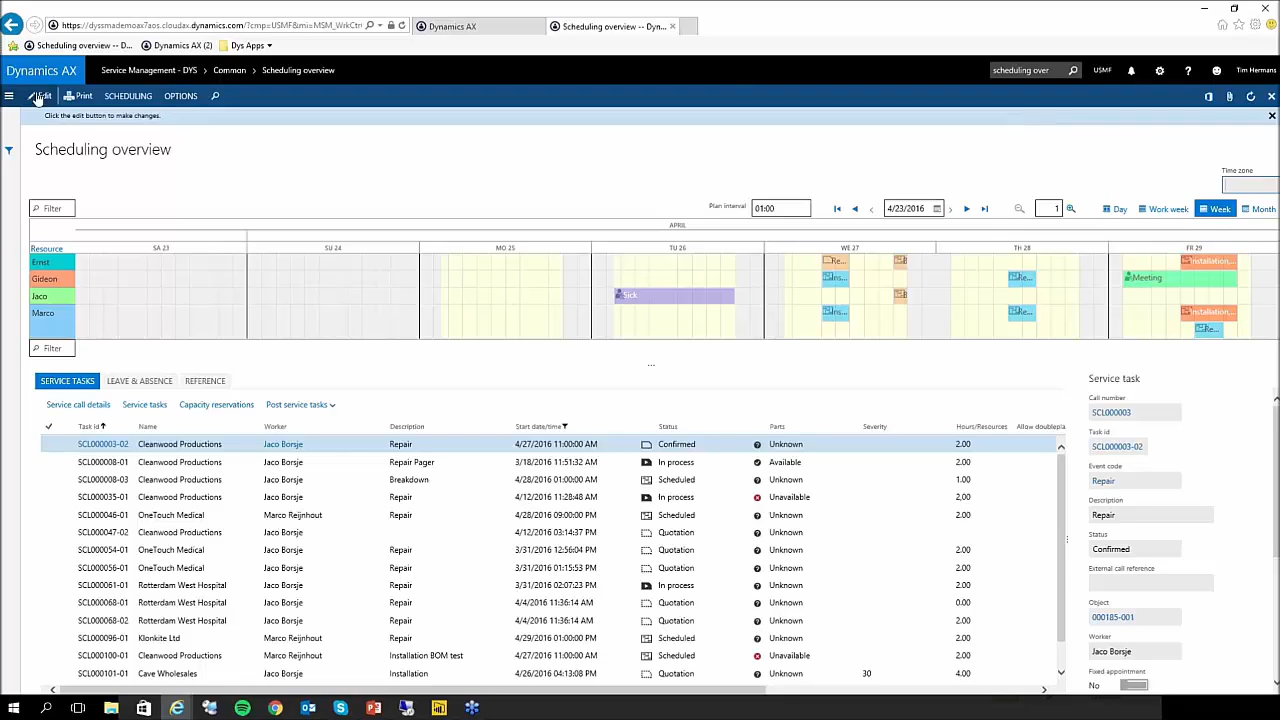 https://dyssmademoax7aos.cloudax.dynamics.com/?cmp=USMF&mi=MSM_WrkCtr
Dynamics AX
Scheduling overview -- Dyn...
Scheduling overview -- D...
Dynamics AX (2)
Dys Apps
Dynamics AX
Service Management - DYS > Common > Scheduling overview
scheduling over
USMF
Tim Hermans
Edit Print SCHEDULING OPTIONS
Click the edit button to make changes.
Scheduling overview
Time zone
Filter
Plan interval 01:00 4/23/2016 1 Day Work week Week Month
APRIL
Resource SA 23 SU 24 MO 25 TU 26 WE 27 TH 28 FR 29
Ernst Re... Installation,...
Gideon Ins... Re... Meeting
Jaco Sick
Marco Ins... Re... Installation,...
Re...
Filter
...
SERVICE TASKS LEAVE & ABSENCE REFERENCE
Service call details Service tasks Capacity reservations Post service tasks
Task id Name Worker Description Start date/time Status Parts Severity Hours/Resources Allow doublepla
SCL000003-02 Cleanwood Productions Jaco Borsje Repair 4/27/2016 11:00:00 AM Confirmed Unknown 2.00
SCL000008-01 Cleanwood Productions Jaco Borsje Repair Pager 3/18/2016 11:51:32 AM In process Available 2.00
SCL000008-03 Cleanwood Productions Jaco Borsje Breakdown 4/28/2016 01:00:00 AM Scheduled Unknown 1.00
SCL000035-01 Cleanwood Productions Jaco Borsje Repair 4/12/2016 11:28:48 AM In process Unavailable 2.00
SCL000046-01 OneTouch Medical Marco Reijnhout Repair 4/28/2016 09:00:00 PM Scheduled Unknown 2.00
SCL000047-02 Cleanwood Productions 4/12/2016 03:14:37 PM Quotation Unknown
SCL000054-01 OneTouch Medical Jaco Borsje Repair 3/31/2016 12:56:04 PM Quotation Unknown 2.00
SCL000056-01 OneTouch Medical Jaco Borsje Repair 3/31/2016 01:15:53 PM Quotation Unknown 2.00
SCL000061-01 Rotterdam West Hospital Jaco Borsje Repair 3/31/2016 02:07:23 PM In process Unknown 2.00
SCL000068-01 Rotterdam West Hospital Jaco Borsje Repair 4/4/2016 11:36:14 AM Quotation Unknown 0.00
SCL000068-02 Rotterdam West Hospital Jaco Borsje Repair 4/4/2016 11:36:14 AM Quotation Unknown 2.00
SCL000096-01 Klonkite Ltd Marco Reijnhout Repair 4/29/2016 01:00:00 PM Scheduled Unknown 2.00
SCL000100-01 Cleanwood Productions Marco Reijnhout Installation BOM test 4/27/2016 11:00:00 AM Scheduled Unavailable 2.00
SCL000101-01 Cave Wholesales Jaco Borsje Installation 4/26/2016 04:13:08 PM Quotation Unknown 30 4.00
Service task
Call number
SCL000003
Task id
SCL000003-02
Event code
Repair
Description
Repair
Status
Confirmed
External call reference
Object
000185-001
Worker
Jaco Borsje
Fixed appointment
No